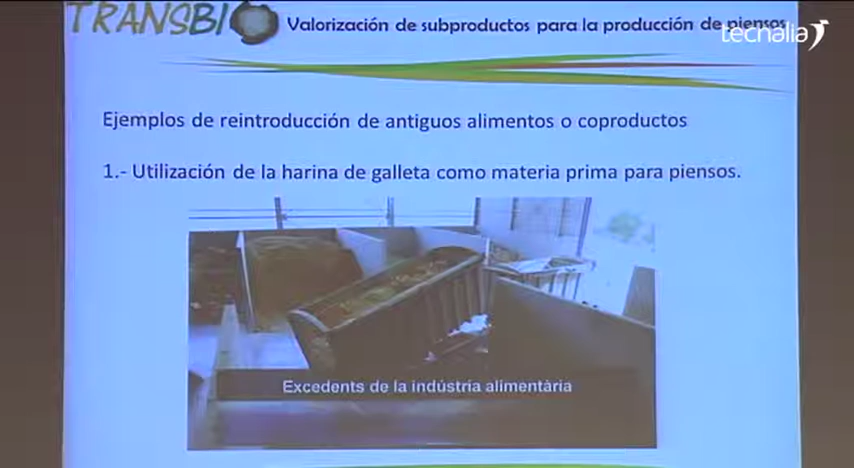 TRANSBIO
Valorización de subproductos para la producción de piensos
tecnalia
Ejemplos de reintroducción de antiguos alimentos o coproductos
1.- Utilización de la harina de galleta como materia prima para piensos.
Excedents de la indústria alimentària